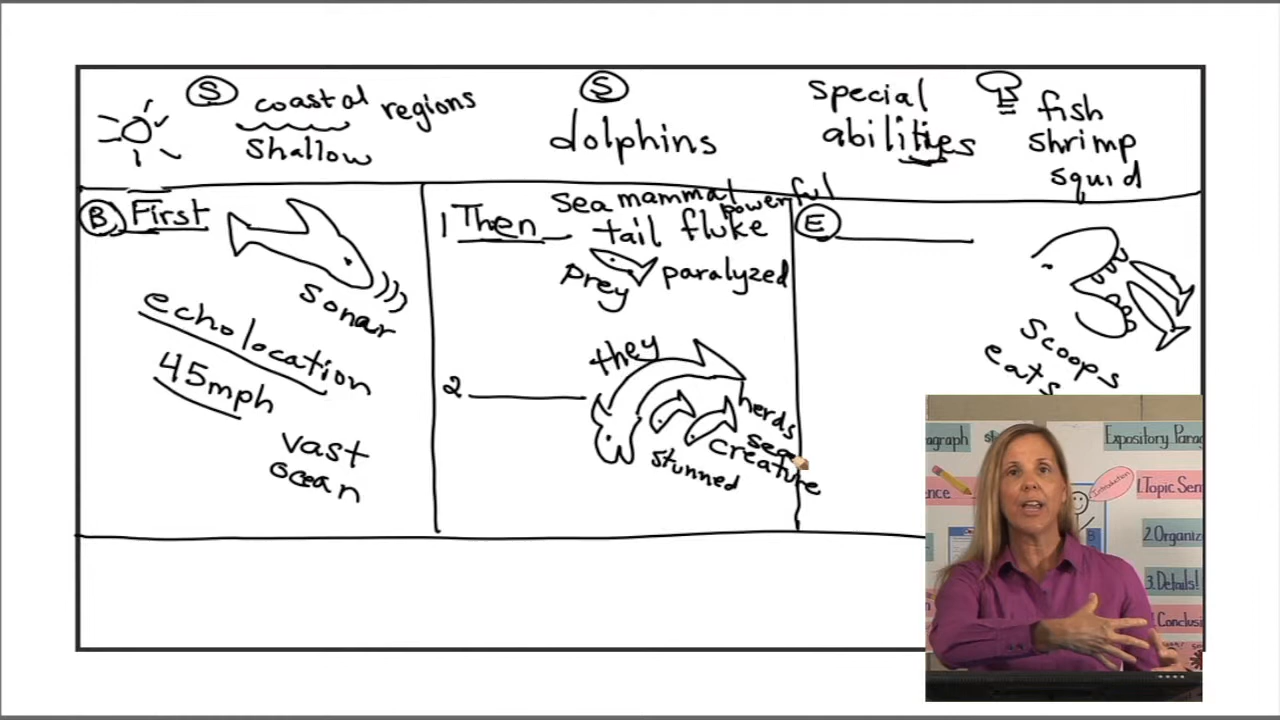 S
coastal regions
shallow
S
dolphins
special
abilities
fish
shrimp
squid
B First
sonar
echolocation
45mph
vast
ocean
1 Then
sea mammal powerful
tail fluke
prey paralyzed
they
2
herds
sea
creature
stunned
E
scoops
eats
Expository Parag
Introduction
1.Topic Sen
2.Organiz
3.Details!
Conclus